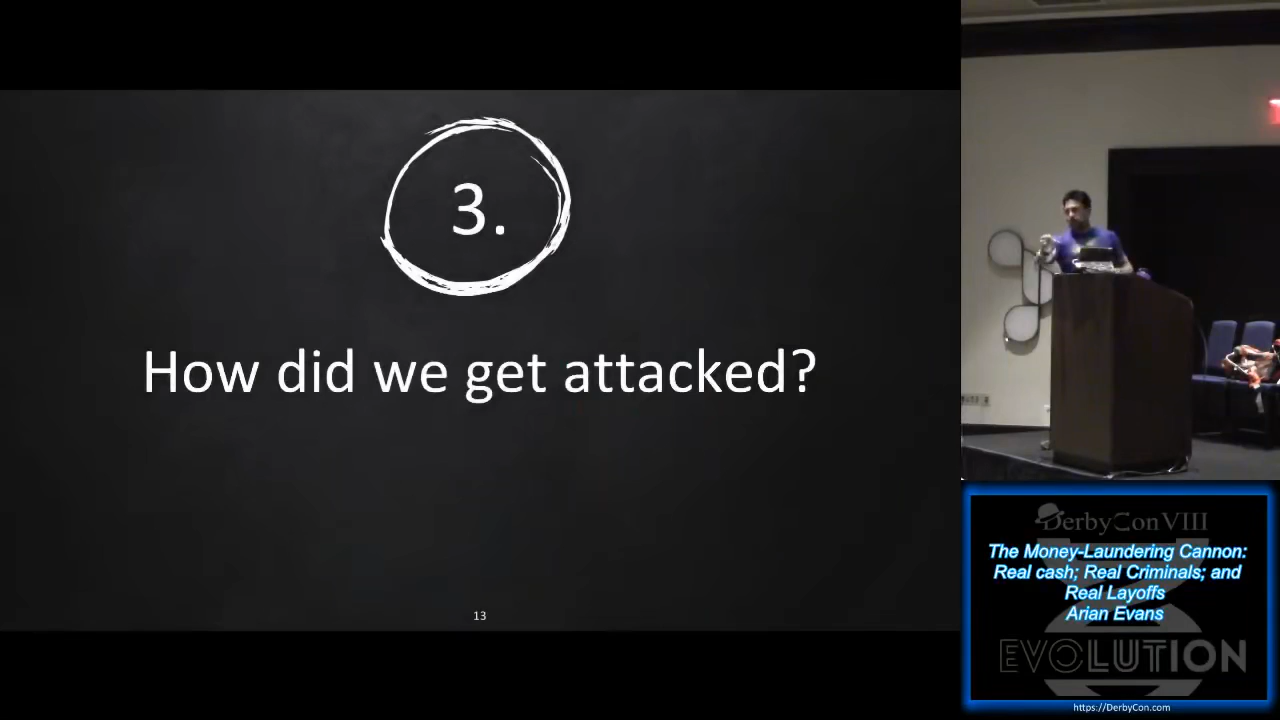 3.
How did we get attacked?
13
DerbyCon VIII
The Money-Laundering Cannon:
Real cash; Real Criminals; and
Real Layoffs
Arian Evans
EVOLUTION
https://DerbyCon.com